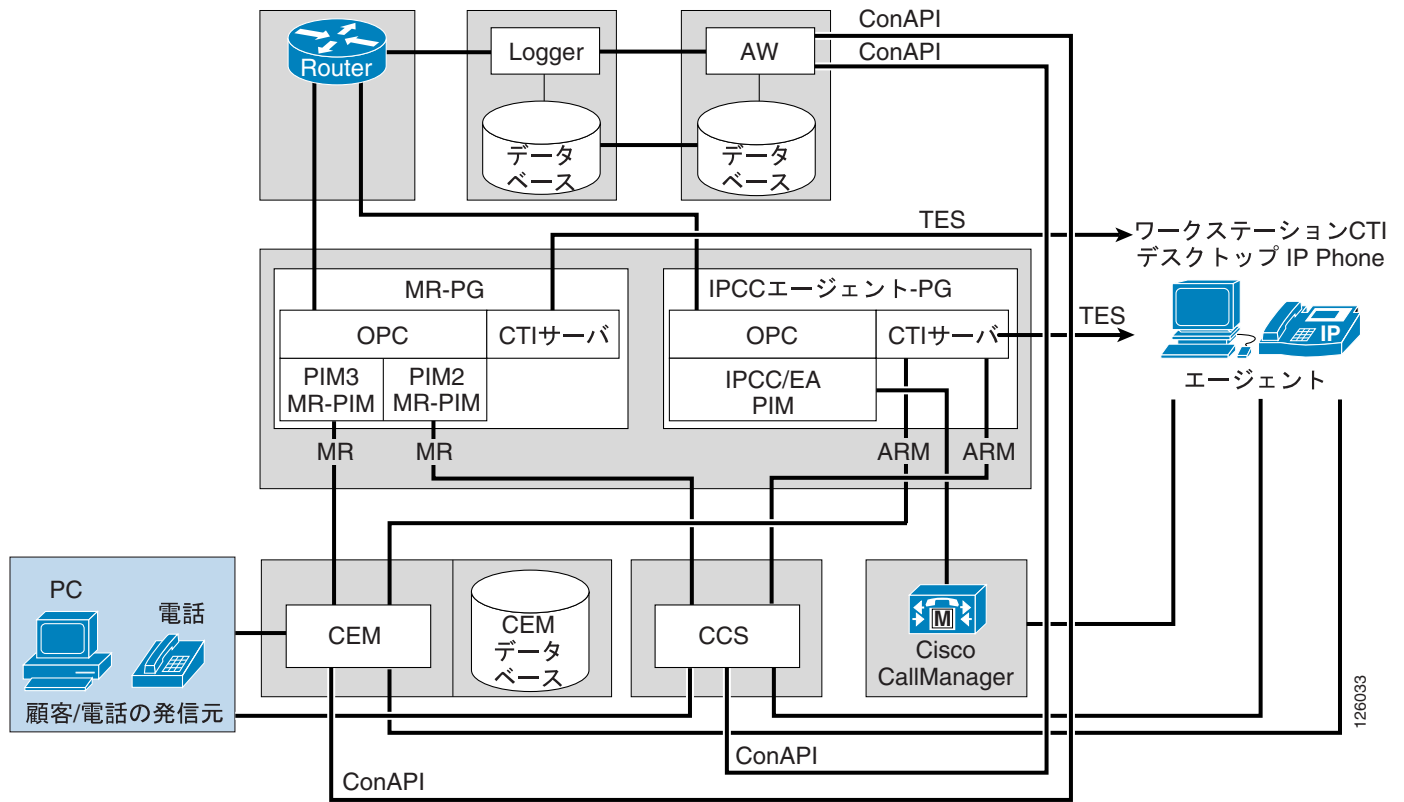 ConAPI
ConAPI
Router
Logger
AW
データ
ベース
データ
ベース
TES
ワークステーションCTI
デスクトップ IP Phone
MR-PG
IPCCエージェント-PG
OPC
CTIサーバ
OPC
CTIサーバ
TES
IP
PIM3
MR-PIM
PIM2
MR-PIM
IPCC/EA
PIM
エージェント
MR
MR
ARM
ARM
PC
電話
顧客/電話の発信元
CEM
CEM
データ
ベース
CCS
M
Cisco
CallManager
126033
ConAPI
ConAPI